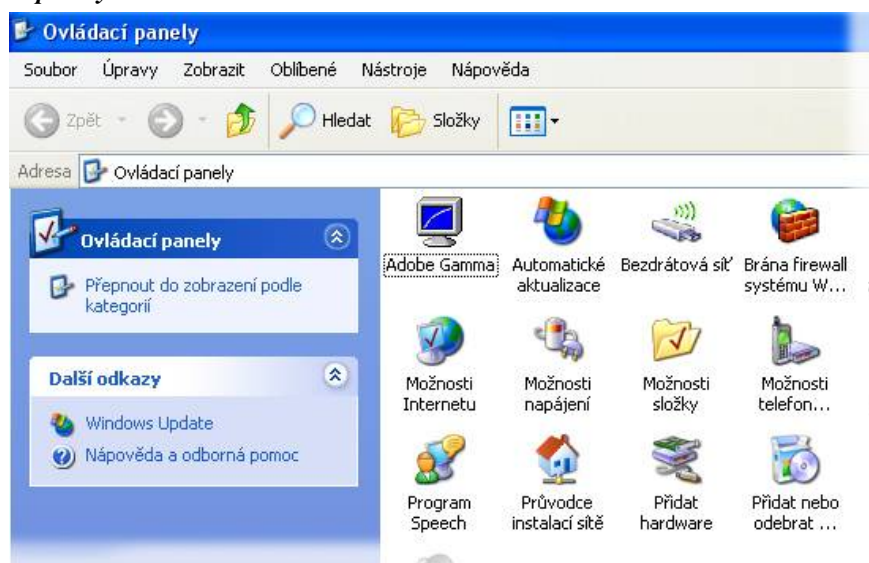 Ovládací panely
Soubor Úpravy Zobrazit Oblíbené Nástroje Nápověda
Zpět Hledat Složky
Adresa Ovládací panely
Ovládací panely
Přepnout do zobrazení podle
kategorií
Další odkazy
Windows Update
Nápověda a odborná pomoc
Adobe Gamma
Automatické
aktualizace
Bezdrátová síť
Brána firewall
systému W...
Možnosti
Internetu
Možnosti
napájení
Možnosti
složky
Možnosti
telefon...
Program
Speech
Průvodce
instalací sítě
Přidat
hardware
Přidat nebo
odebrat ...